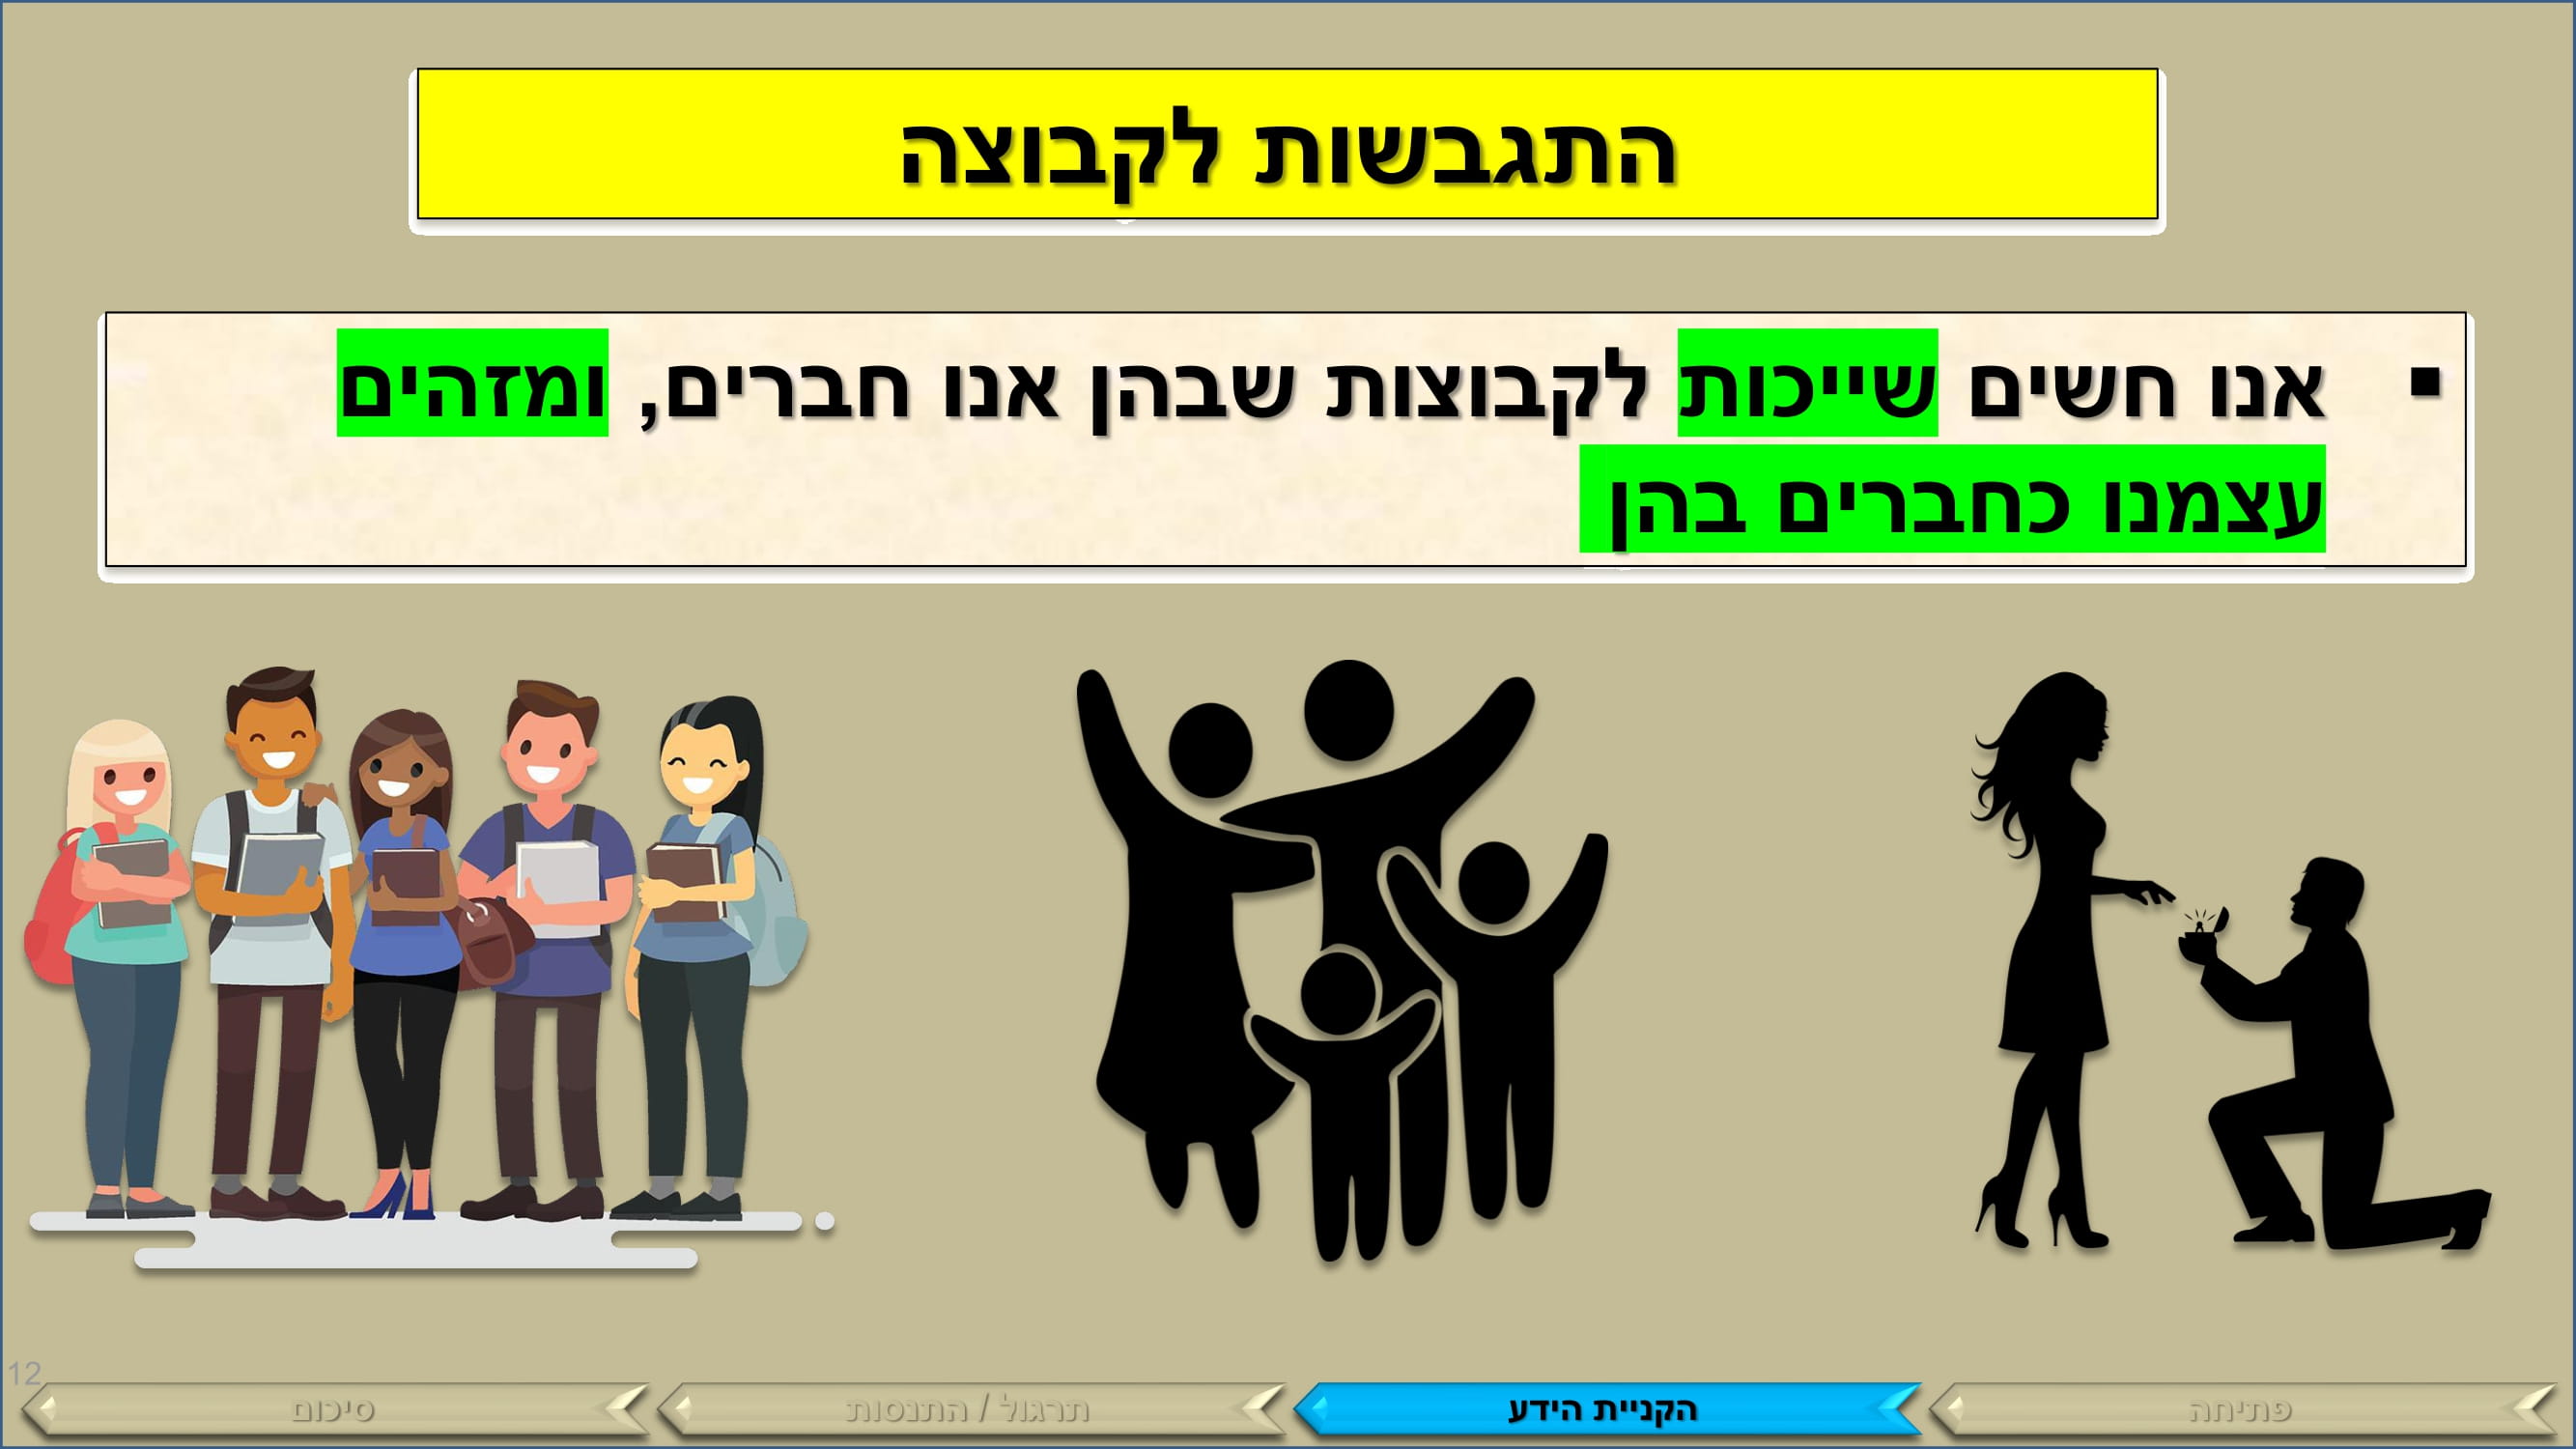 התגבשות לקבוצה
▪ אנו חשים שייכות לקבוצות שבהן אנו חברים, ומזהים
עצמנו כחברים בהן
12
פתיחה
הקניית הידע
תרגול / התנסות
סיכום